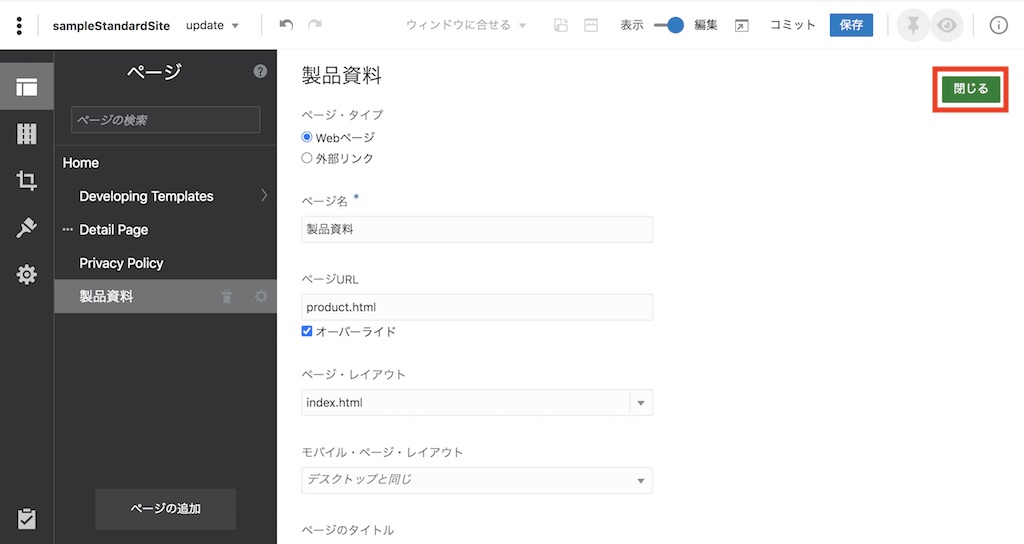 sampleStandardSite update ウィンドウに合せる 表示 編集 コミット 保存
ページ
ページの検索
Home
Developing Templates
Detail Page
Privacy Policy
製品資料
ページの追加
製品資料
閉じる
ページ・タイプ
Webページ
外部リンク
ページ名 *
製品資料
ページURL
product.html
オーバーライド
ページ・レイアウト
index.html
モバイル・ページ・レイアウト
デスクトップと同じ
ページのタイトル